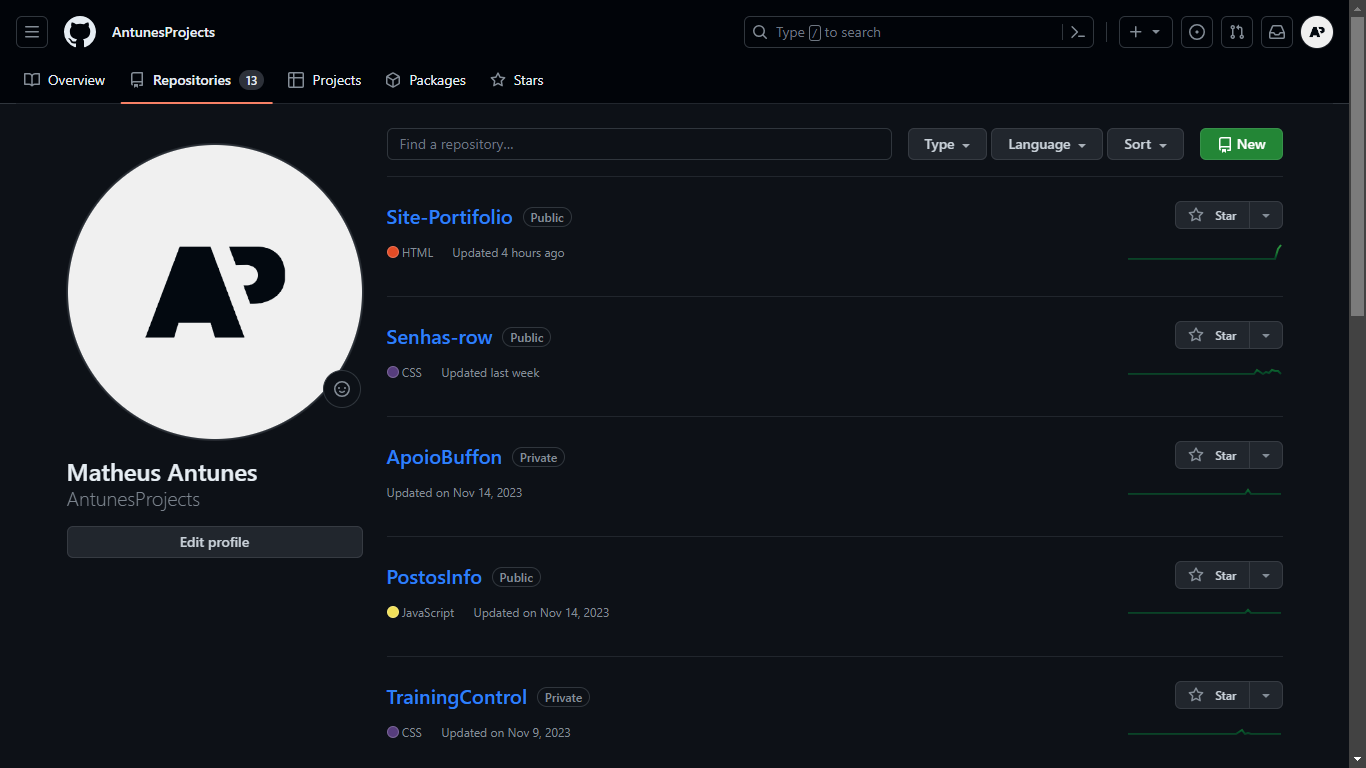 AntunesProjects
Type / to search
AP
Overview
Repositories 13
Projects
Packages
Stars
Find a repository...
Type
Language
Sort
New
AP
Matheus Antunes
AntunesProjects
Edit profile
Site-Portifolio Public
Star
HTML Updated 4 hours ago
Senhas-row Public
Star
CSS Updated last week
ApoioBuffon Private
Star
Updated on Nov 14, 2023
PostosInfo Public
Star
JavaScript Updated on Nov 14, 2023
TrainingControl Private
Star
CSS Updated on Nov 9, 2023